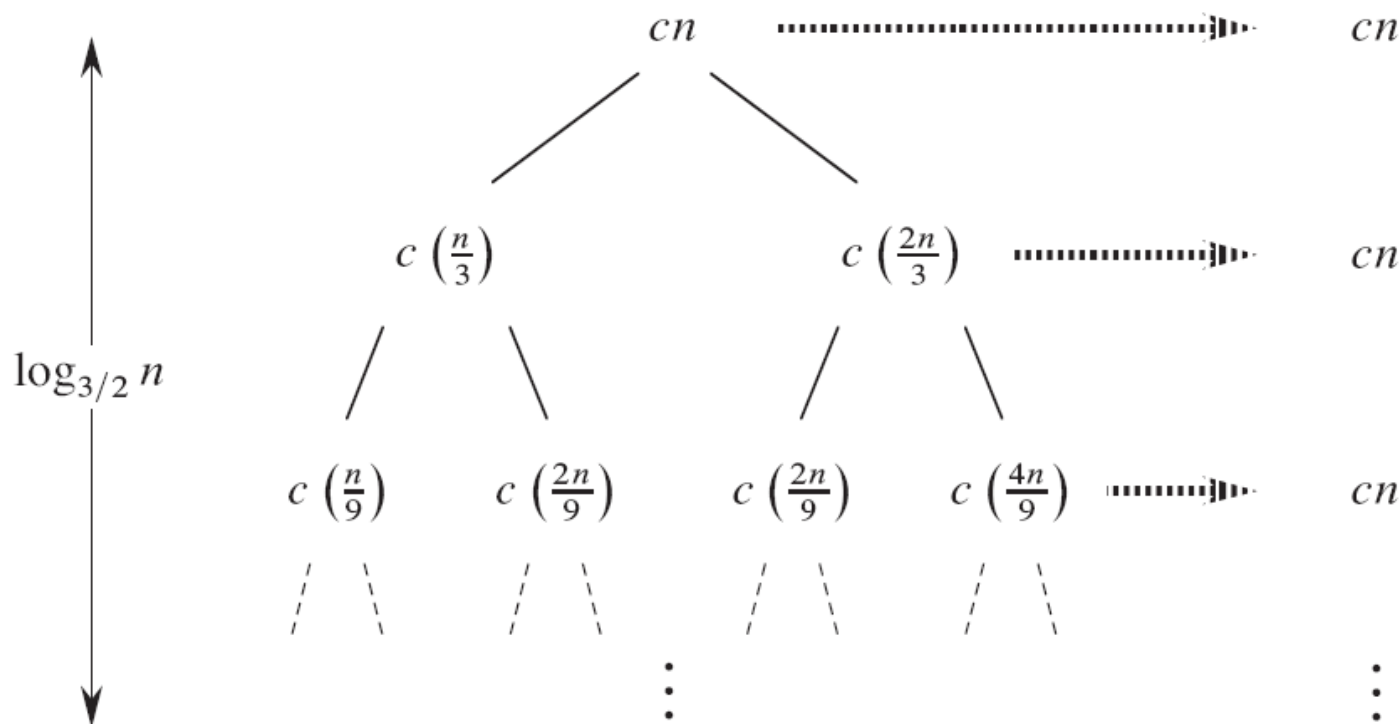 cn cn
c (n/3) c (2n/3) cn
log_{3/2} n
c (n/9) c (2n/9) c (2n/9) c (4n/9) cn